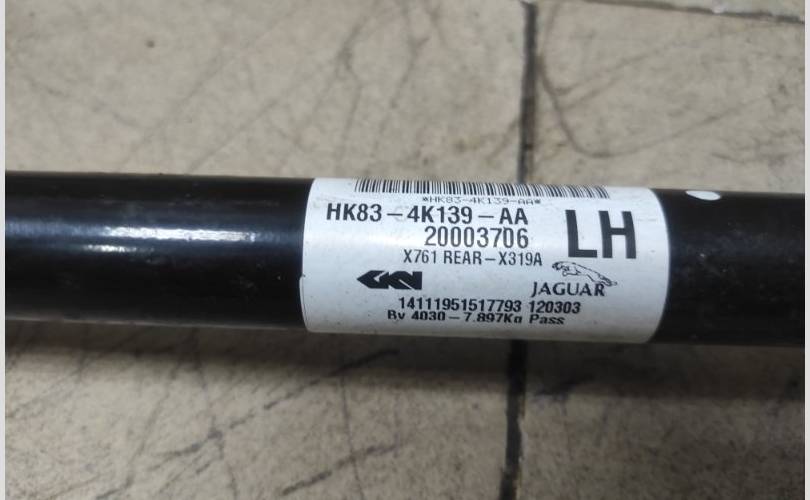 *HK83-4K139-AA*
HK83-4K139-AA
20003706
LH
X761 REAR-X319A
GKN
JAGUAR
14111951517793 120303
By 4030-7.897Kg Pass